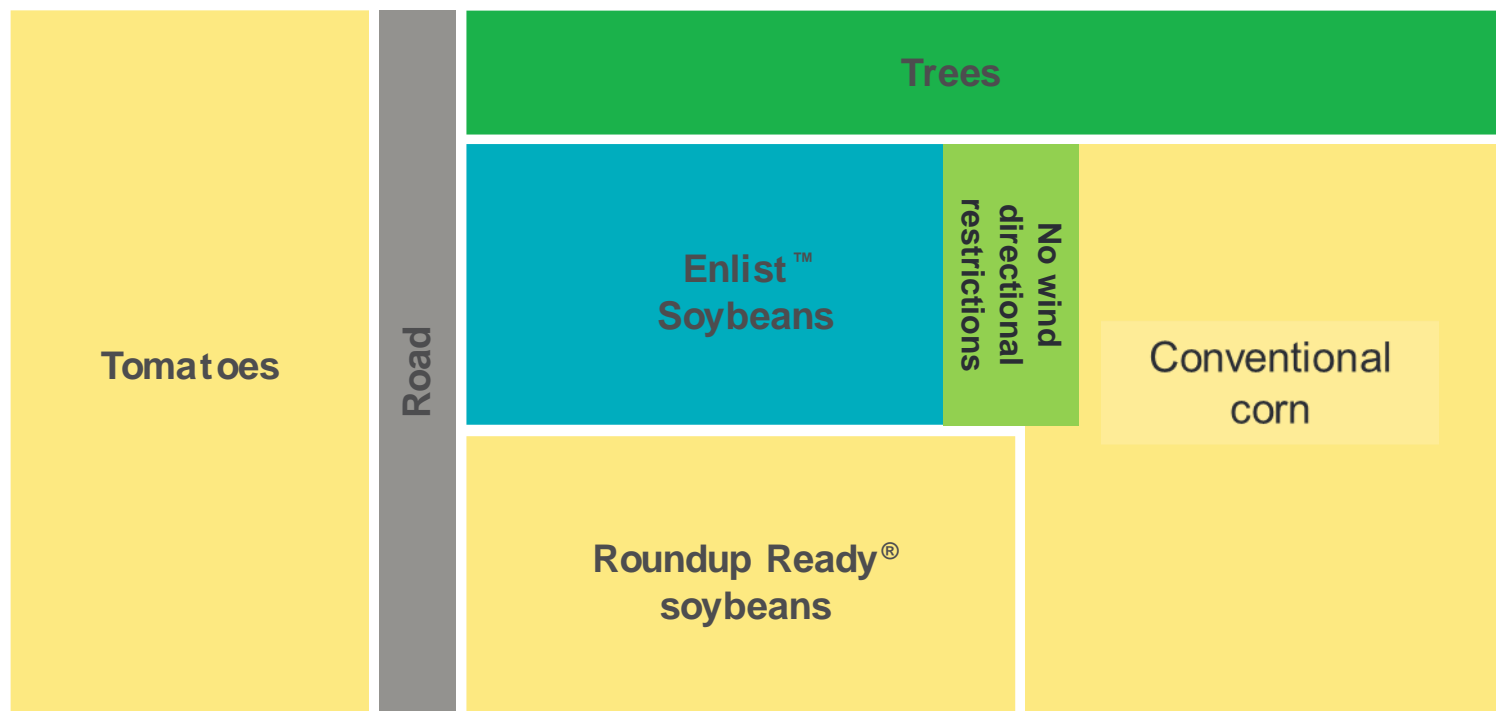 Trees
Enlist™
Soybeans
No wind
directional
restrictions
Conventional
corn
Tomatoes
Road
Roundup Ready®
soybeans